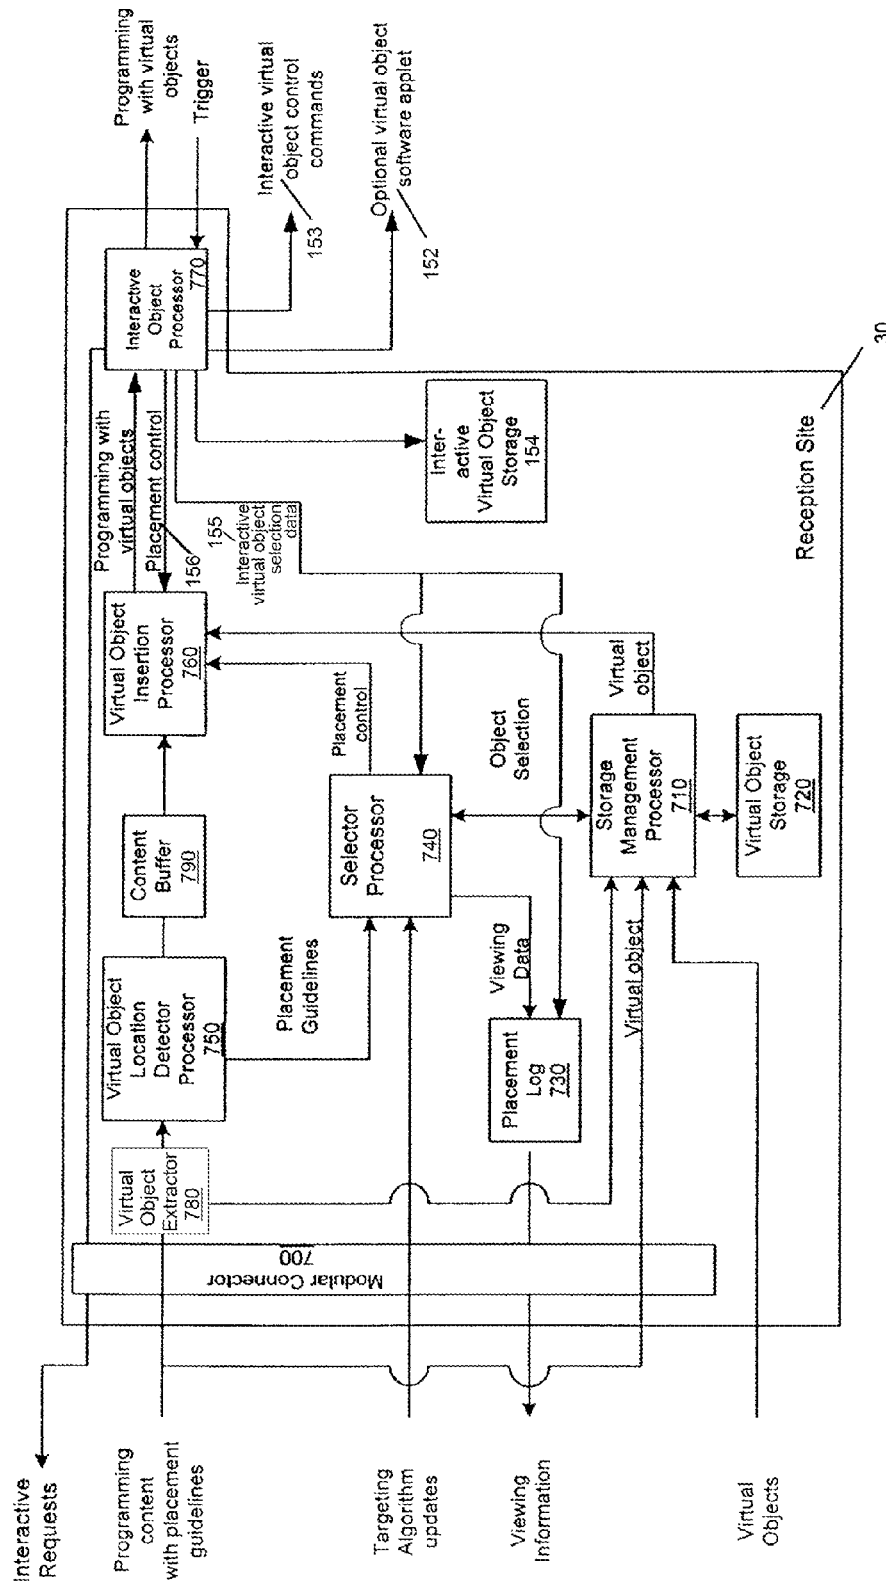 Interactive
Requests
Programming
content
with placement
guidelines
Targeting
Algorithm
updates
Viewing
Information
Virtual
Objects
Modular Connector
700
Virtual
Object
Extractor
780
Virtual Object
Location
Detector
Processor
750
Content
Buffer
790
Virtual Object
Insertion
Processor
760
Programming with
virtual objects
Placement control
156
155
Interactive
virtual object
selection
data
Interactive
Object
Processor
770
Programming
with virtual
objects
Trigger
Interactive virtual
object control
commands
153
Optional virtual object
software applet
152
Placement
Guidelines
Selector
Processor
740
Placement
control
Viewing
Data
Placement
Log
730
Object
Selection
Inter-
active
Virtual Object
Storage
154
Virtual object
Storage
Management
Processor
710
Virtual
object
Virtual Object
Storage
720
Reception Site
30